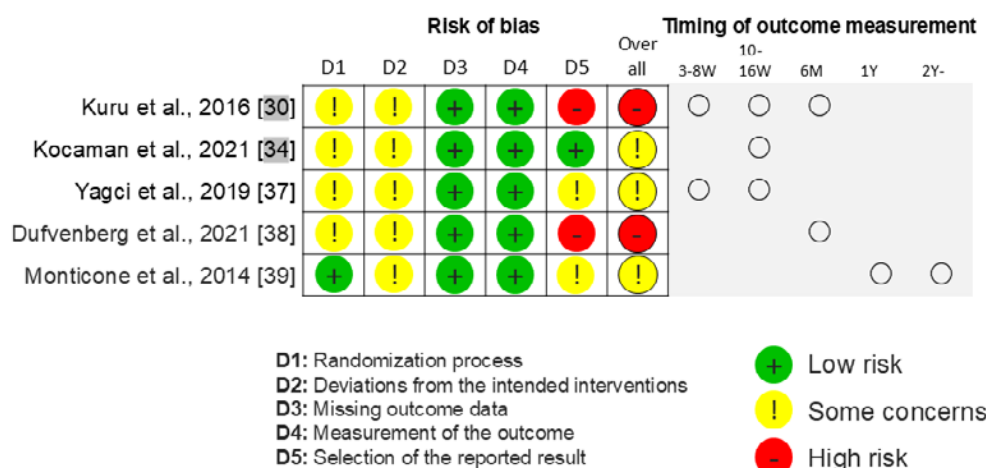 Risk of bias Timing of outcome measurement
D1 D2 D3 D4 D5 Over all 3-8W 10-16W 6M 1Y 2Y-
Kuru et al., 2016 [30] ! ! + + - -
Kocaman et al., 2021 [34] ! ! + + + !
Yagci et al., 2019 [37] ! ! + + ! !
Dufvenberg et al., 2021 [38] ! ! + + - -
Monticone et al., 2014 [39] + ! + + ! !
D1: Randomization process
D2: Deviations from the intended interventions
D3: Missing outcome data
D4: Measurement of the outcome
D5: Selection of the reported result
+ Low risk
! Some concerns
- High risk